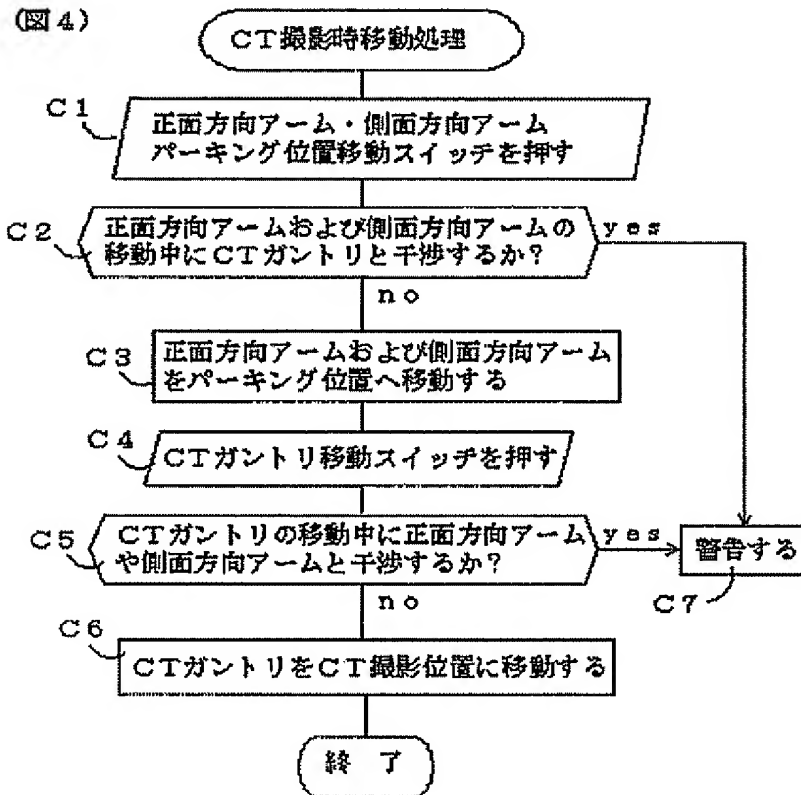 (図4)
CT撮影時移動処理
C1
正面方向アーム・側面方向アーム
パーキング位置移動スイッチを押す
C2
正面方向アームおよび側面方向アームの
移動中にCTガントリと干渉するか?
yes
no
C3
正面方向アームおよび側面方向アーム
をパーキング位置へ移動する
C4
CTガントリ移動スイッチを押す
C5
CTガントリの移動中に正面方向アーム
や側面方向アームと干渉するか?
yes
警告する
C7
no
C6
CTガントリをCT撮影位置に移動する
終 了